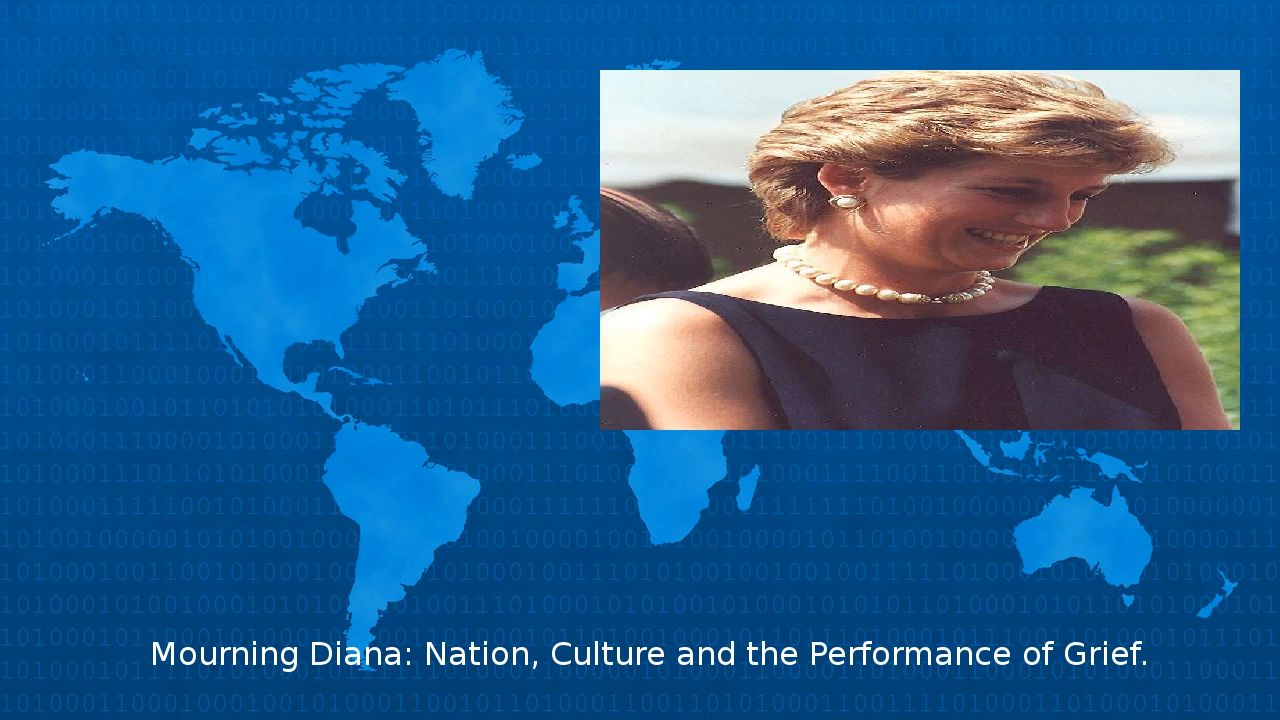 Mourning Diana: Nation, Culture and the Performance of Grief.